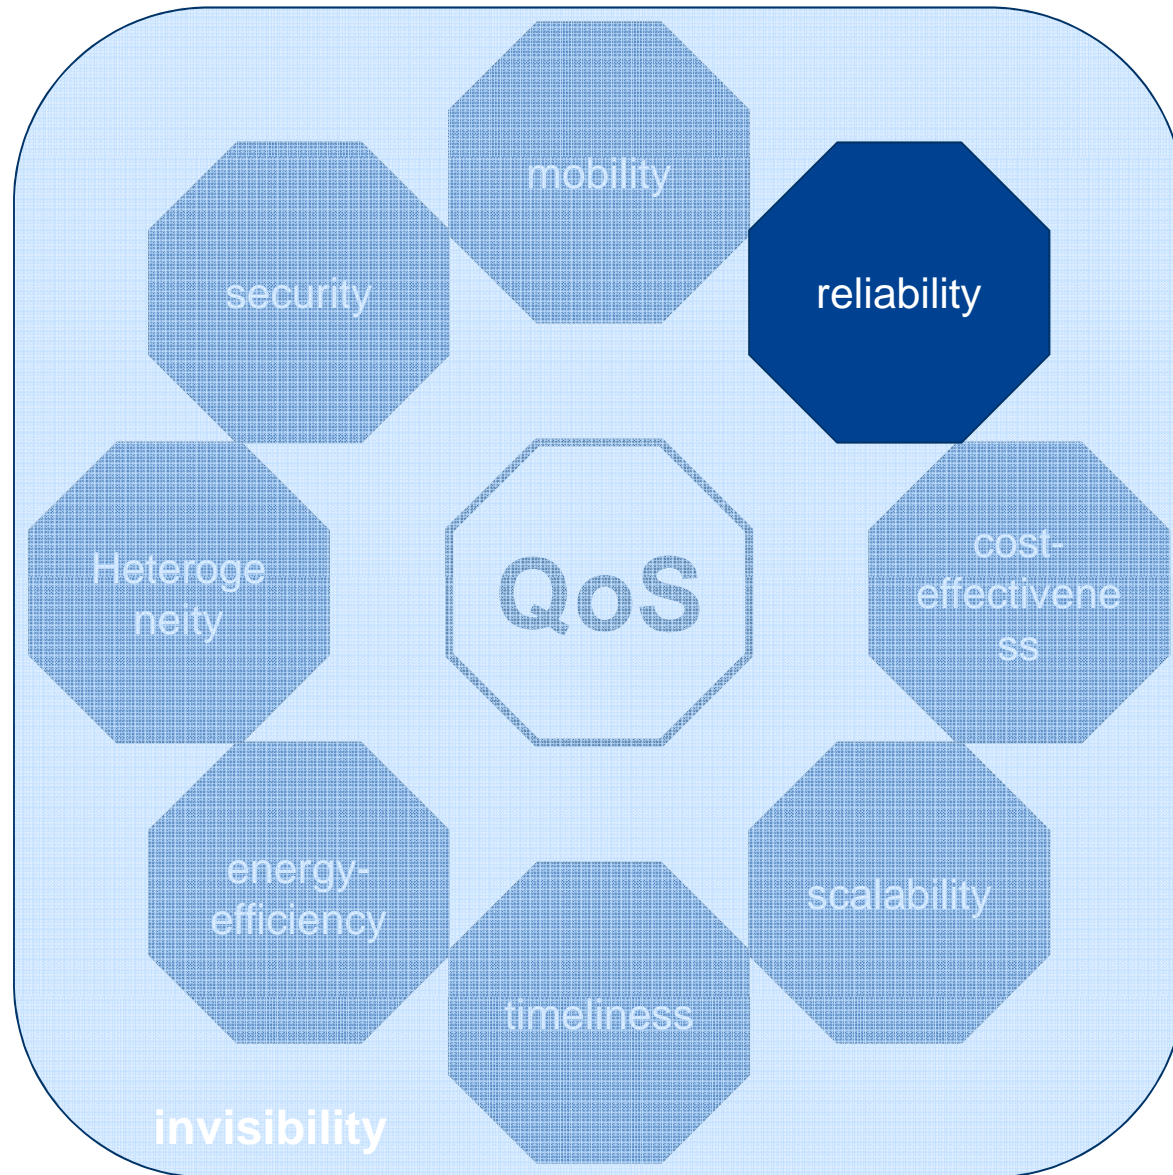 mobility
security
reliability
Heteroge
neity
QoS
cost-
effectivene
ss
energy-
efficiency
scalability
timeliness
invisibility